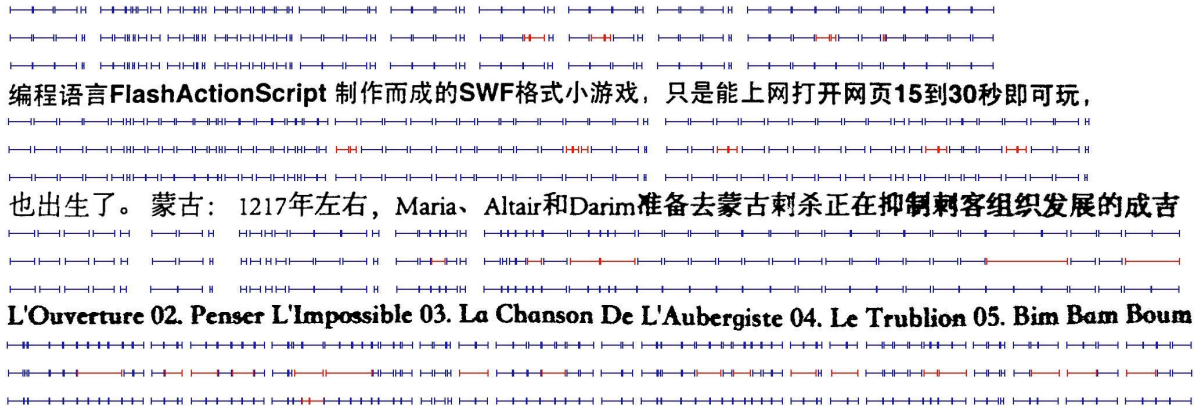 编程语言FlashActionScript 制作而成的SWF格式小游戏，只是能上网打开网页15到30秒即可玩，
也出生了。 蒙古： 1217年左右，Maria、Altair和Darim准备去蒙古刺杀正在抑制刺客组织发展的成吉
L'Ouverture 02. Penser L'Impossible 03. La Chanson De L'Aubergiste 04. Le Trublion 05. Bim Bam Boum